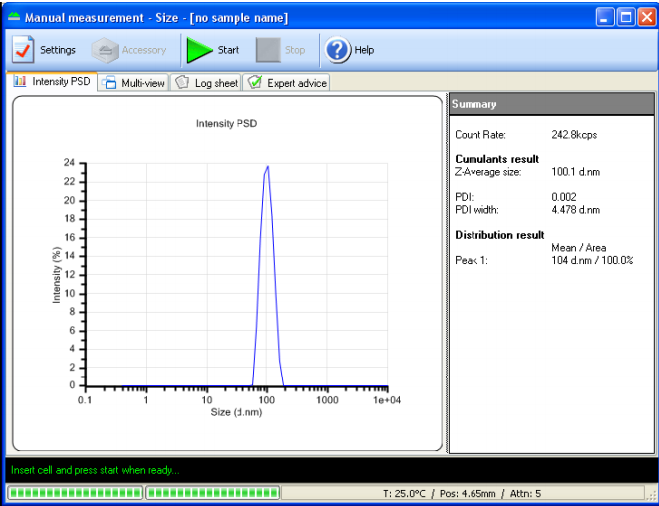 Manual measurement - Size - [no sample name]
Settings Accessory Start Stop Help
Intensity PSD Multi-view Log sheet Expert advice
Intensity PSD
Intensity (%)
24
22
20
18
16
14
12
10
8
6
4
2
0
0.1 1 10 100 1000 1e+04
Size (d.nm)
Summary
Count Rate: 242.8kcps
Cumulants result
Z-Average size: 100.1 d.nm
PDI: 0.002
PDI width: 4.478 d.nm
Distribution result
Mean / Area
Peak 1: 104 d.nm / 100.0%
Insert cell and press start when ready...
T: 25.0°C / Pos: 4.65mm / Attn: 5